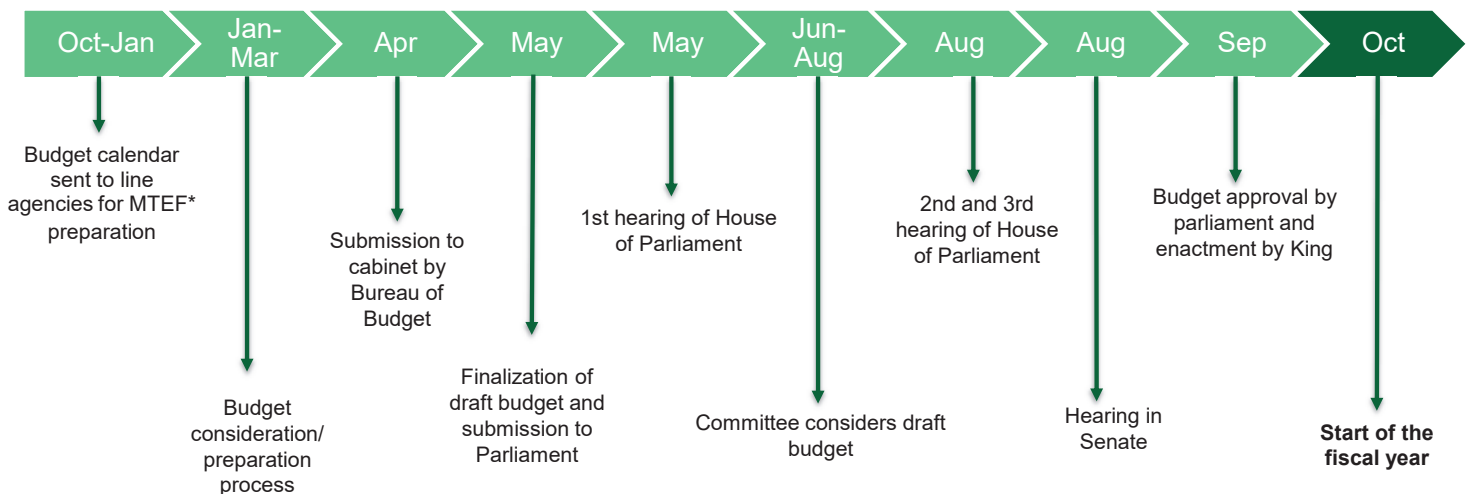 Oct-Jan
Jan-
Mar
Apr
May
May
Jun-
Aug
Aug
Aug
Sep
Oct
Budget calendar
sent to line
agencies for MTEF*
preparation
Budget
consideration/
preparation
process
Submission to
cabinet by
Bureau of
Budget
Finalization of
draft budget and
submission to
Parliament
1st hearing of House
of Parliament
Committee considers draft
budget
2nd and 3rd
hearing of House
of Parliament
Hearing in
Senate
Budget approval by
parliament and
enactment by King
Start of the
fiscal year